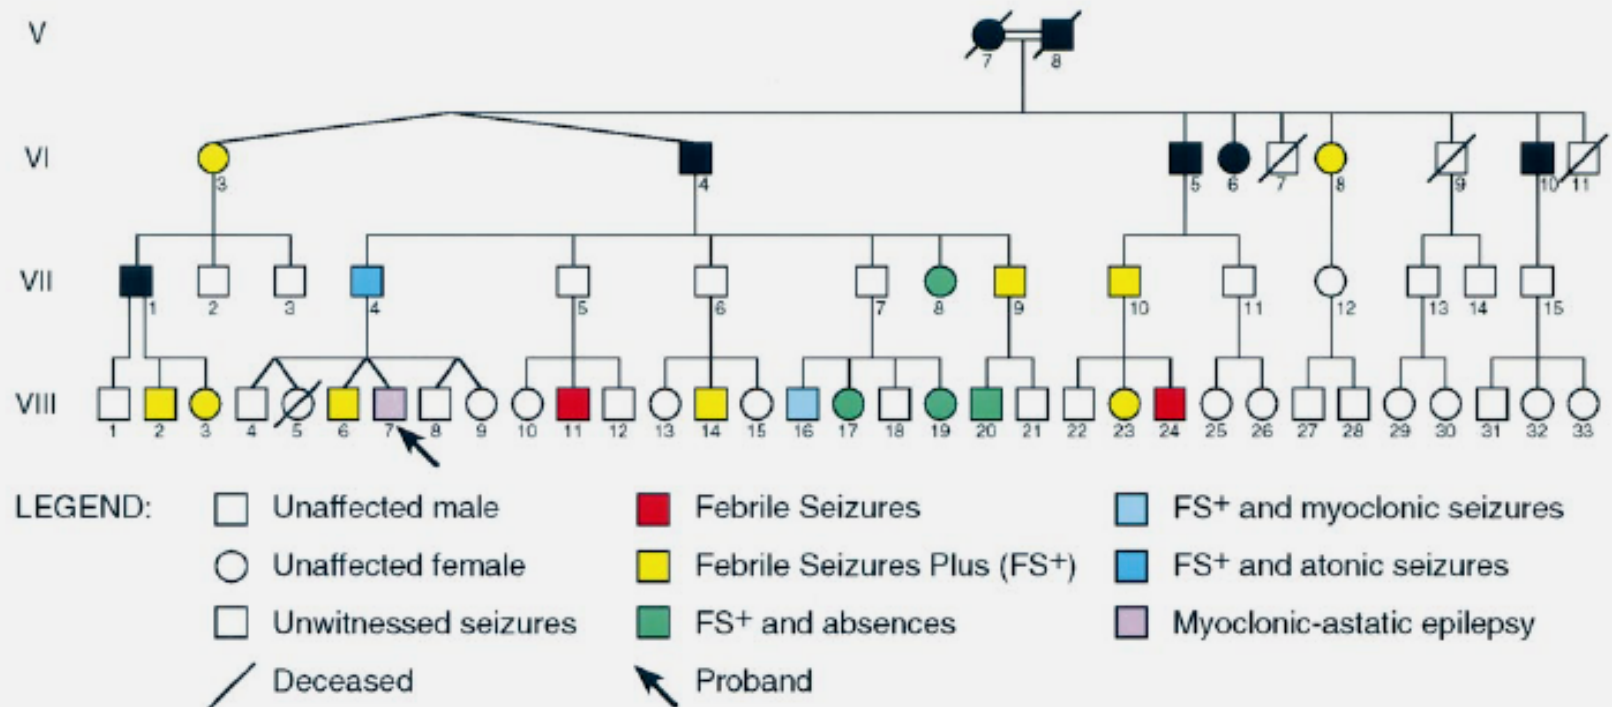 V
7 8
VI
3 4 5 6 7 8 9 10 11
VII
1 2 3 4 5 6 7 8 9 10 11 12 13 14 15
VIII
1 2 3 4 5 6 7 8 9 10 11 12 13 14 15 16 17 18 19 20 21 22 23 24 25 26 27 28 29 30 31 32 33
LEGEND: Unaffected male Febrile Seizures FS+ and myoclonic seizures
Unaffected female Febrile Seizures Plus (FS+) FS+ and atonic seizures
Unwitnessed seizures FS+ and absences Myoclonic-astatic epilepsy
Deceased Proband